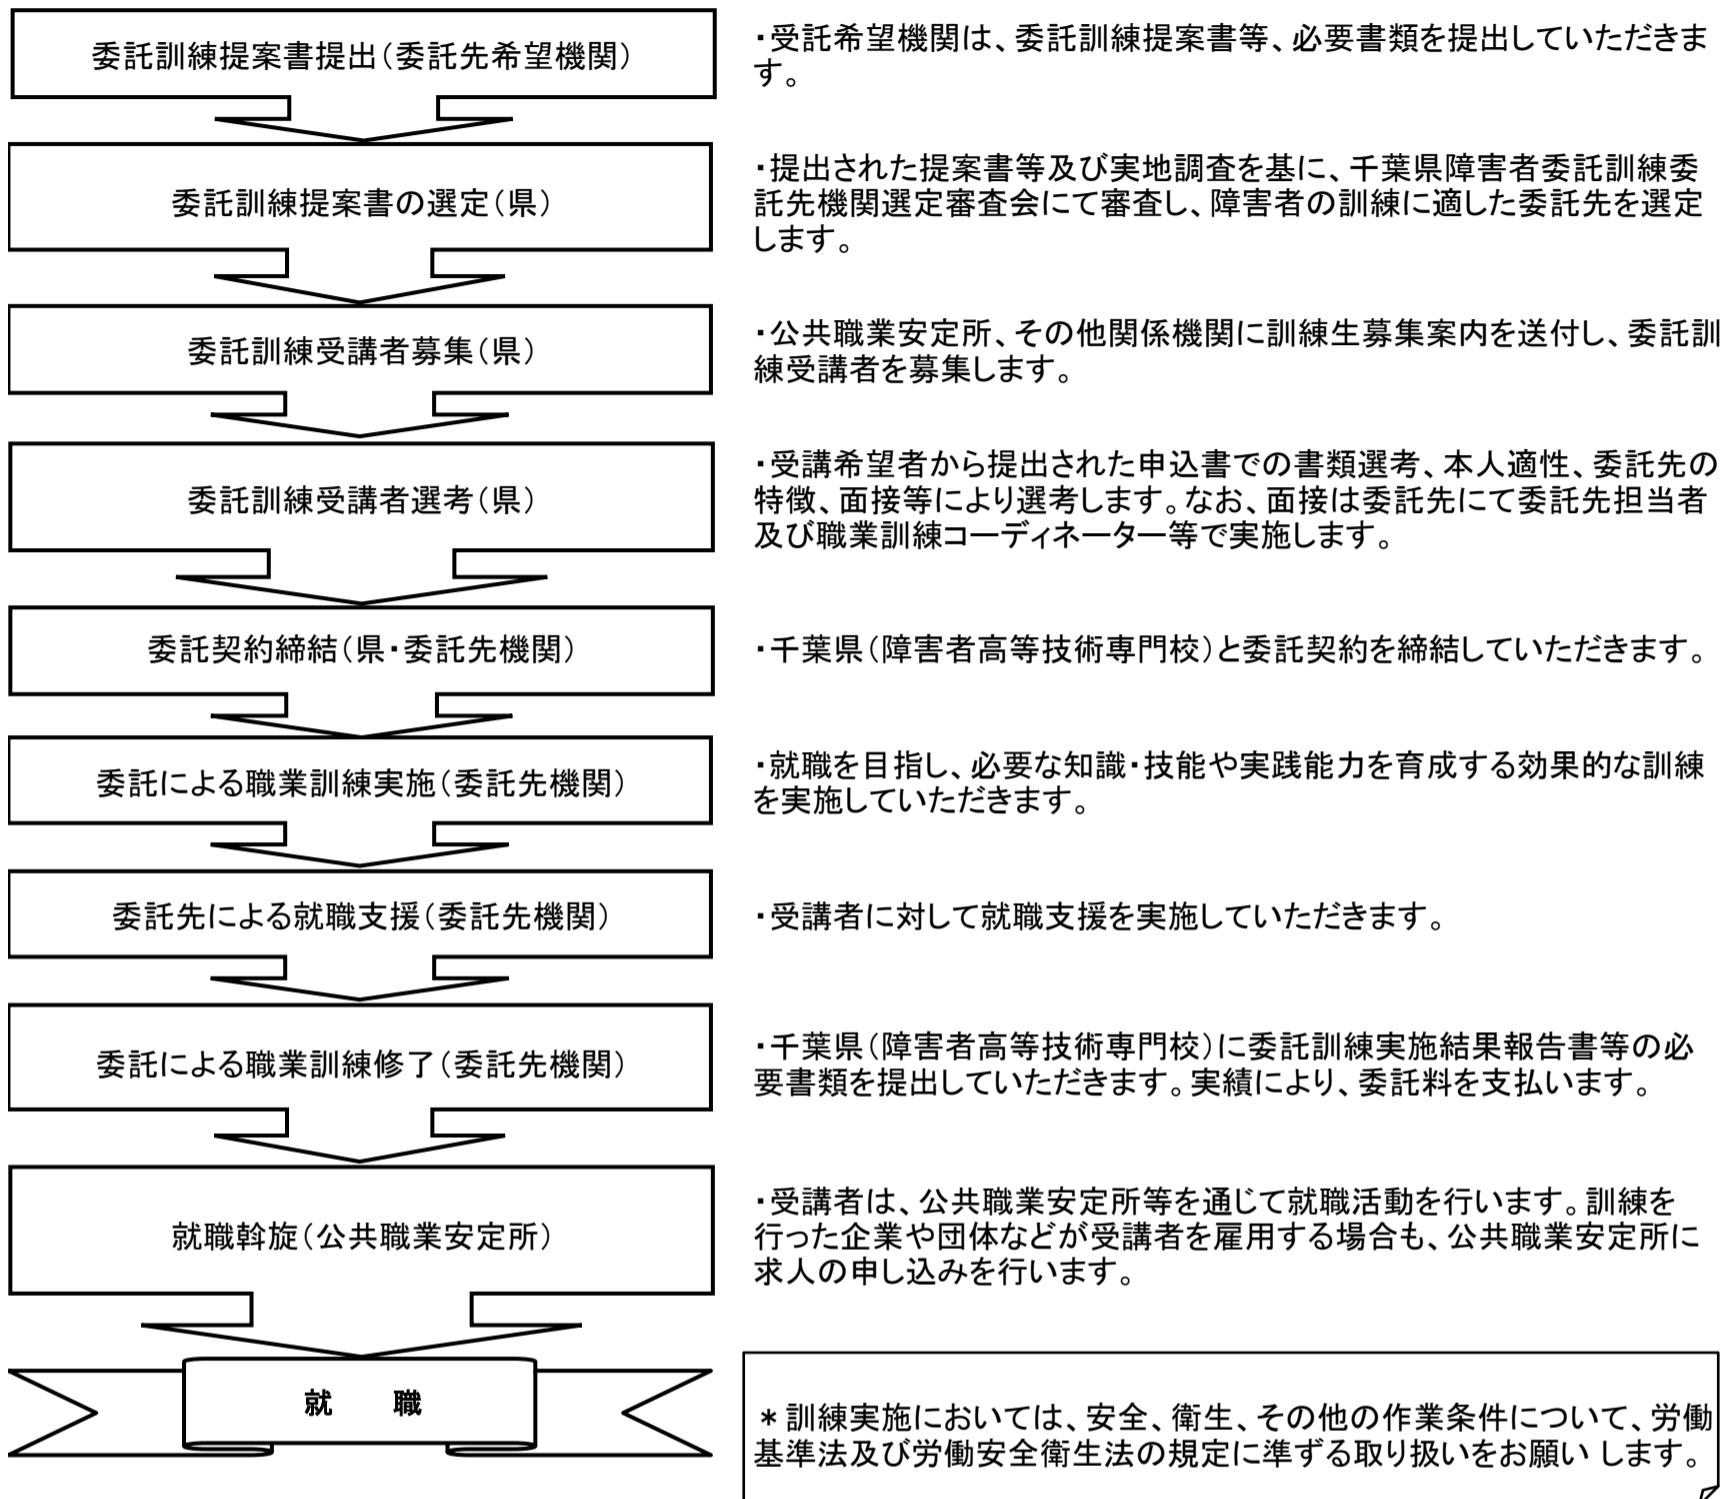 委託訓練提案書提出（委託先希望機関）
・受託希望機関は、委託訓練提案書等、必要書類を提出していただきま
す。
委託訓練提案書の選定（県）
・提出された提案書等及び実地調査を基に、千葉県障害者委託訓練委
託先機関選定審査会にて審査し、障害者の訓練に適した委託先を選定
します。
委託訓練受講者募集（県）
・公共職業安定所、その他関係機関に訓練生募集案内を送付し、委託訓
練受講者を募集します。
委託訓練受講者選考（県）
・受講希望者から提出された申込書での書類選考、本人適性、委託先の
特徴、面接等により選考します。なお、面接は委託先にて委託先担当者
及び職業訓練コーディネーター等で実施します。
委託契約締結（県・委託先機関）
・千葉県（障害者高等技術専門校）と委託契約を締結していただきます。
委託による職業訓練実施（委託先機関）
・就職を目指し、必要な知識・技能や実践能力を育成する効果的な訓練
を実施していただきます。
委託先による就職支援（委託先機関）
・受講者に対して就職支援を実施していただきます。
委託による職業訓練修了（委託先機関）
・千葉県（障害者高等技術専門校）に委託訓練実施結果報告書等の必
要書類を提出していただきます。実績により、委託料を支払います。
就職斡旋（公共職業安定所）
・受講者は、公共職業安定所等を通じて就職活動を行います。訓練を
行った企業や団体などが受講者を雇用する場合も、公共職業安定所に
求人の申し込みを行います。
就　職
＊訓練実施においては、安全、衛生、その他の作業条件について、労働
基準法及び労働安全衛生法の規定に準ずる取り扱いをお願い します。